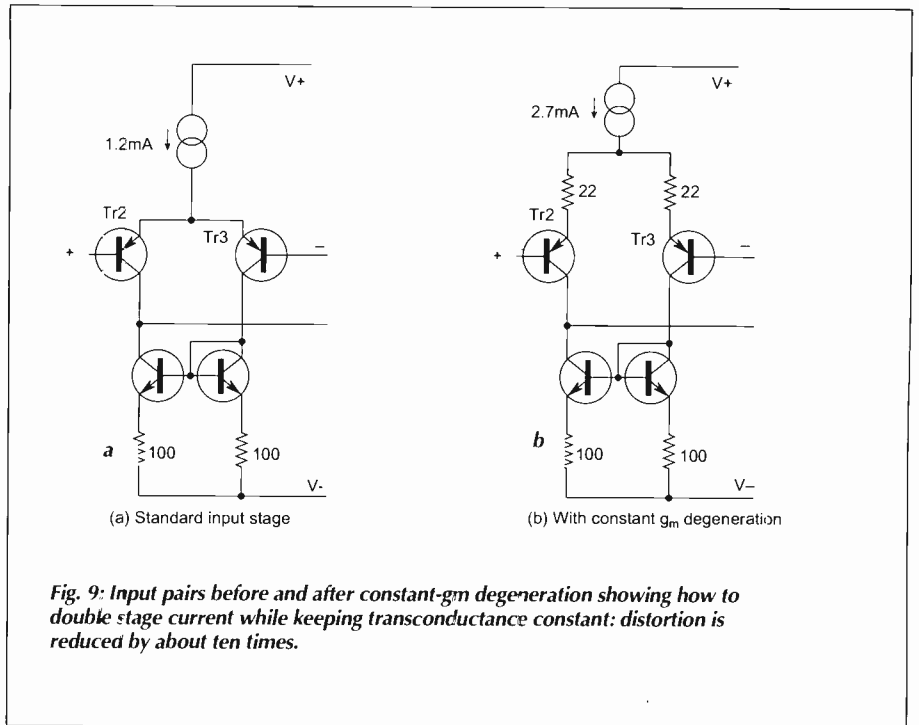 V+
1.2mA
Tr2
Tr3
+
−
a
100
100
V-
(a) Standard input stage
V+
2.7mA
22
22
Tr2
Tr3
+
−
b
100
100
V−
(b) With constant gm degeneration
Fig. 9: Input pairs before and after constant-gm degeneration showing how to
double stage current while keeping transconductance constant: distortion is
reduced by about ten times.